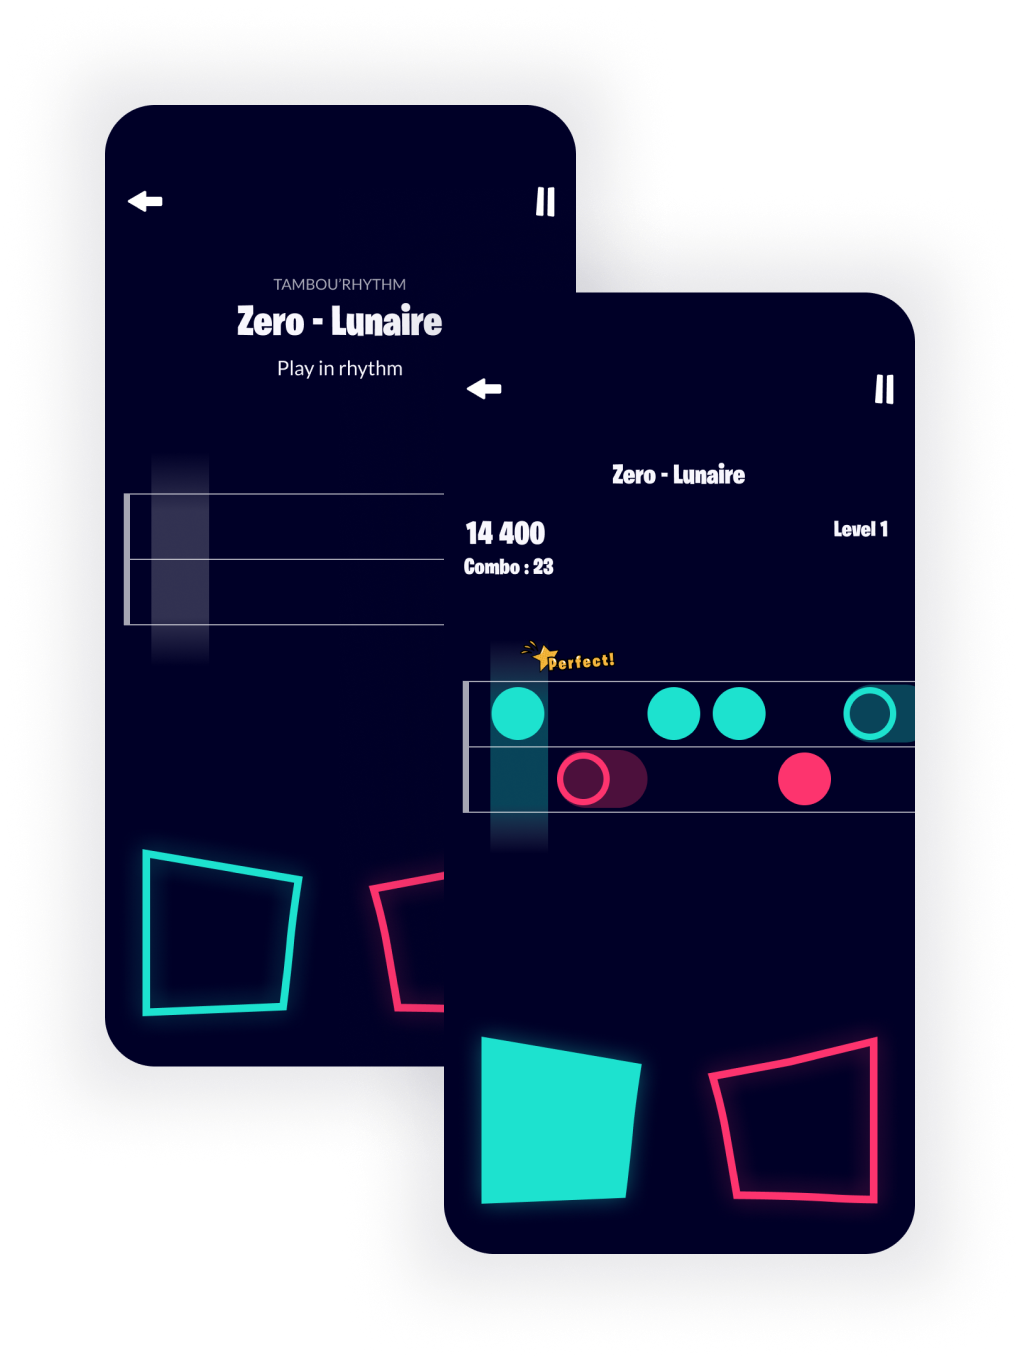 TAMBOU'RHYTHM
Zero - Lunaire
Play in rhythm
Zero - Lunaire
14 400
Level 1
Combo : 23
Perfect!